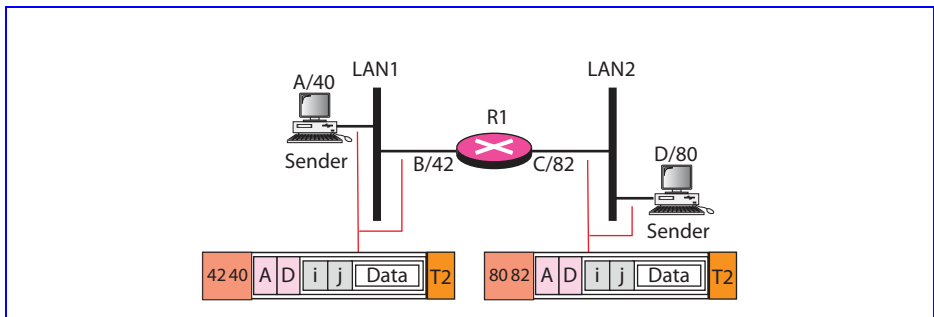 LAN1
LAN2
A/40
R1
Sender
B/42
C/82
D/80
Sender
42 40 A D i j Data T2
80 82 A D i j Data T2